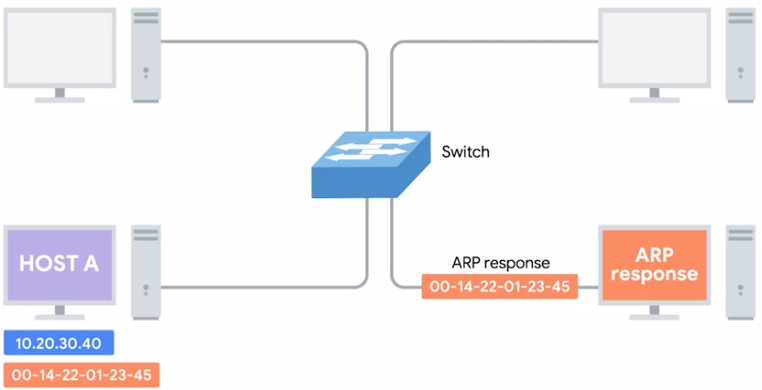 Switch
HOST A
ARP response
00-14-22-01-23-45
ARP
response
10.20.30.40
00-14-22-01-23-45